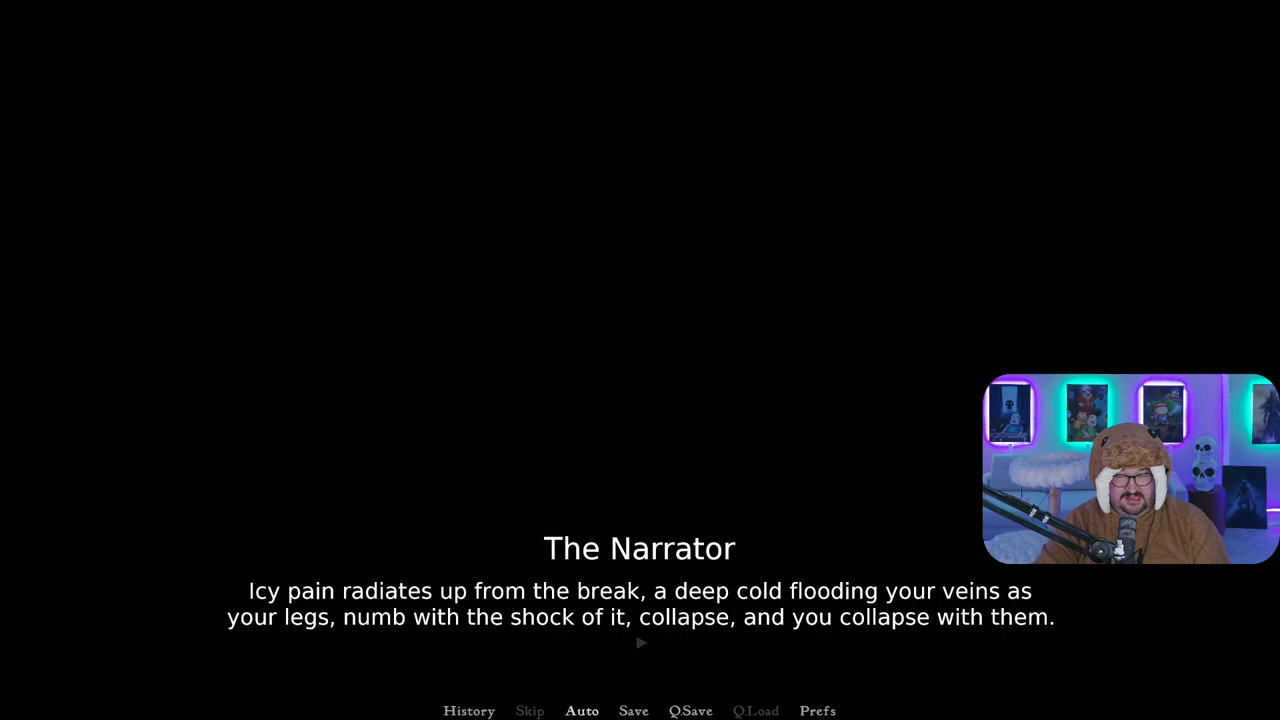 The Narrator
Icy pain radiates up from the break, a deep cold flooding your veins as
your legs, numb with the shock of it, collapse, and you collapse with them.
History Skip Auto Save Q.Save Q.Load Prefs